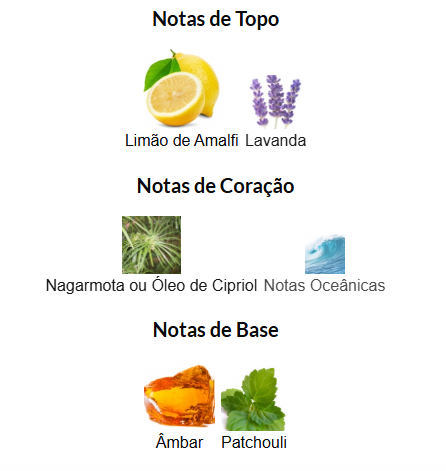 Notas de Topo
Limão de Amalfi Lavanda
Notas de Coração
Nagarmota ou Óleo de Cipriol Notas Oceânicas
Notas de Base
Âmbar Patchouli